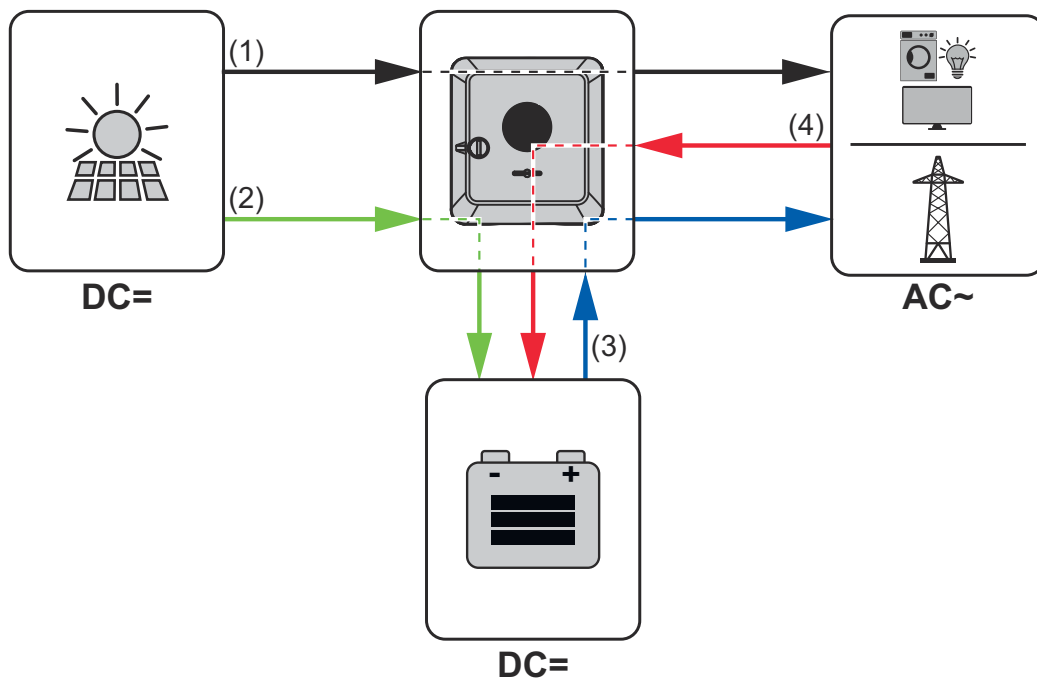 (1)
(4)
(2)
DC=
AC~
(3)
- +
DC=